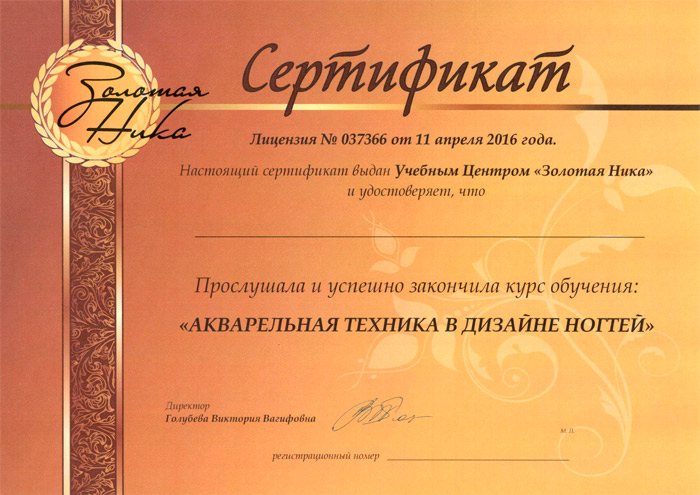 Золотая
Ника
Сертификат
Лицензия № 037366 от 11 апреля 2016 года.
Настоящий сертификат выдан Учебным Центром «Золотая Ника»
и удостоверяет, что
Прослушала и успешно закончила курс обучения:
«АКВАРЕЛЬНАЯ ТЕХНИКА В ДИЗАЙНЕ НОГТЕЙ»
Директор
Голубева Виктория Вагифовна
М.П.
регистрационный номер